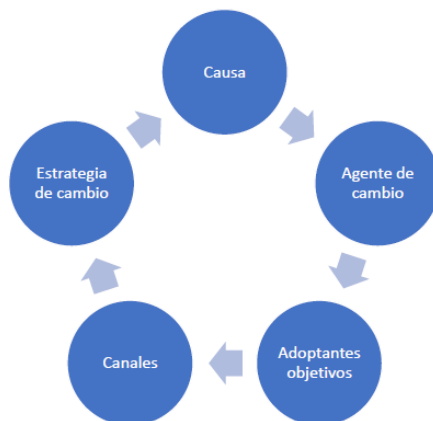 Causa
Agente de
cambio
Adoptantes
objetivos
Canales
Estrategia
de cambio